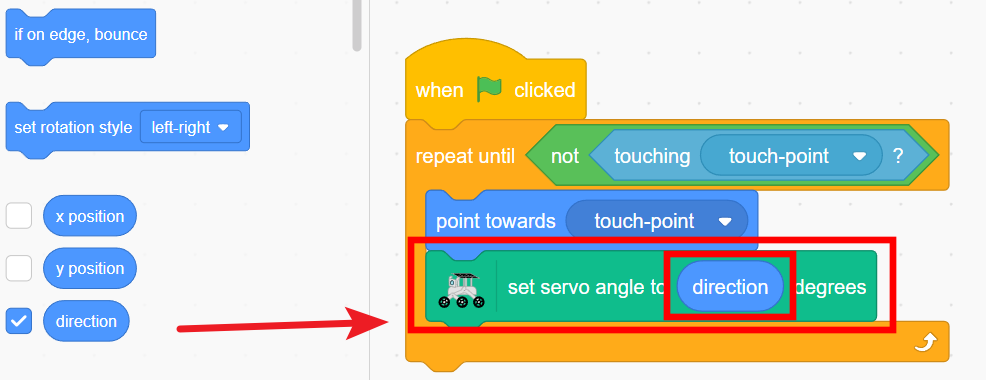 if on edge, bounce
set rotation style left-right
x position
y position
direction
when clicked
repeat until not touching touch-point ?
point towards touch-point
set servo angle to direction degrees